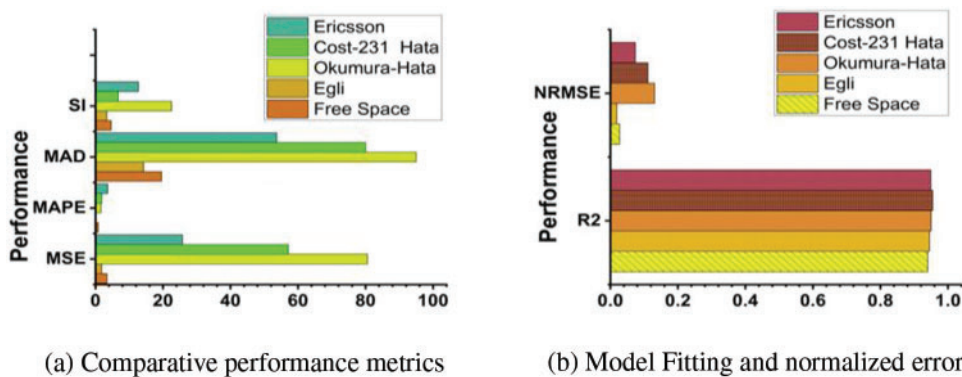 Ericsson
Cost-231 Hata
Okumura-Hata
Egli
Free Space
Performance
SI
MAD
MAPE
MSE
0 20 40 60 80 100
(a) Comparative performance metrics
Ericsson
Cost-231 Hata
Okumura-Hata
Egli
Free Space
Performance
NRMSE
R2
0.0 0.2 0.4 0.6 0.8 1.0
(b) Model Fitting and normalized error